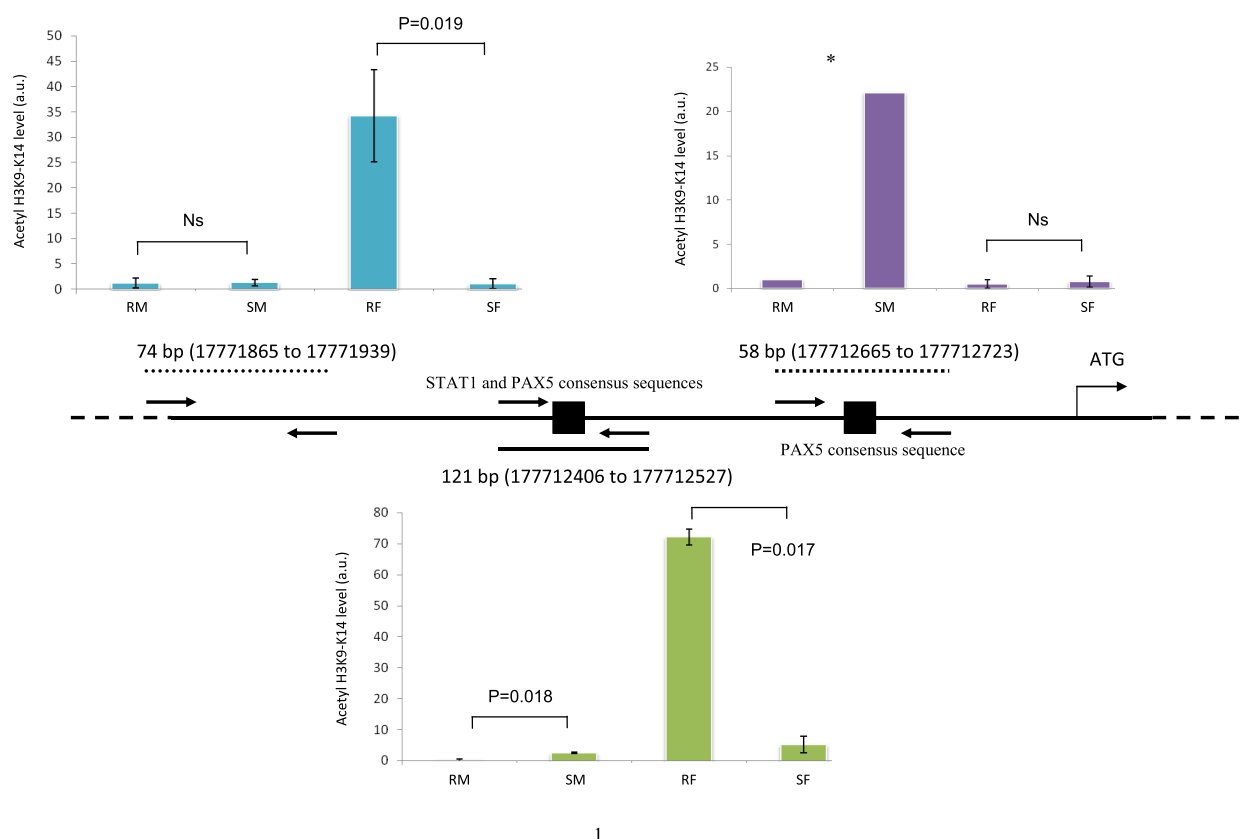 P=0.019
50
45
40
35
30
25
20
15
10
5
0
Acetyl H3K9-K14 level (a.u.)
Ns
RM SM RF SF
*
25
20
15
10
5
0
Acetyl H3K9-K14 level (a.u.)
Ns
RM SM RF SF
74 bp (17771865 to 17771939)
58 bp (177712665 to 177712723)
ATG
STAT1 and PAX5 consensus sequences
PAX5 consensus sequence
121 bp (177712406 to 177712527)
80
70
60
50
40
30
20
10
0
Acetyl H3K9-K14 level (a.u.)
P=0.017
P=0.018
RM SM RF SF
1